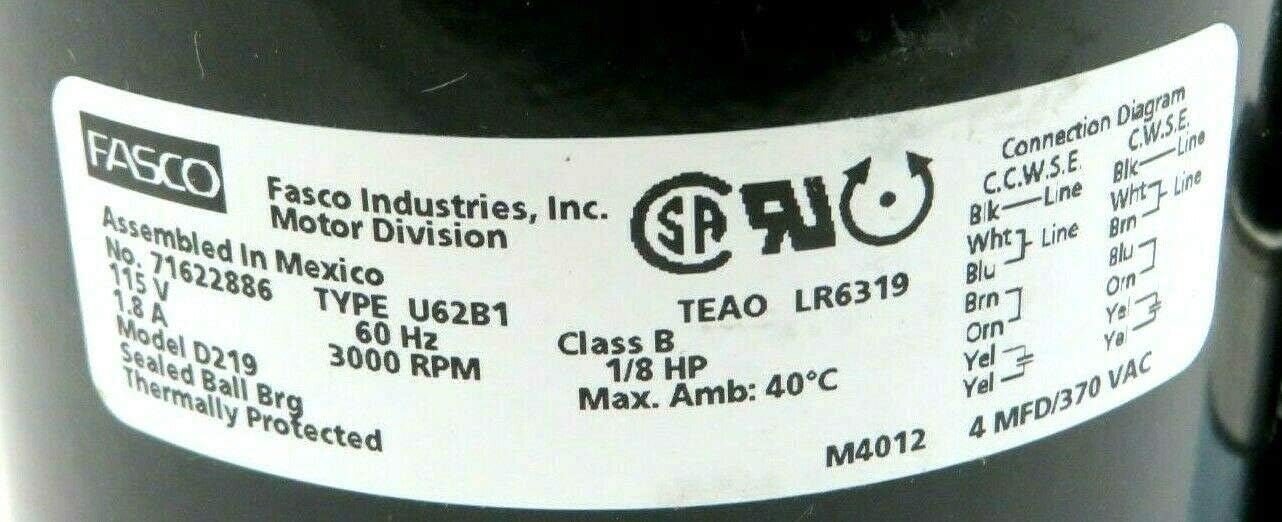 FASCO
Fasco Industries, Inc.
Motor Division
Assembled In Mexico
No. 71622886 TYPE U62B1
115 V 60 Hz
1.8 A 3000 RPM
Model D219
Sealed Ball Brg
Thermally Protected
SA RU
TEAO LR6319
Class B
1/8 HP
Max. Amb: 40°C
M4012 4 MFD/370 VAC
Connection Diagram
C.C.W.S.E.
Blk Line
Wht Line
Blu
Brn
Orn
Yel
Yel
C.W.S.E.
Blk Line
Wht Line
Brn
Blu
Orn
Yel
Yel